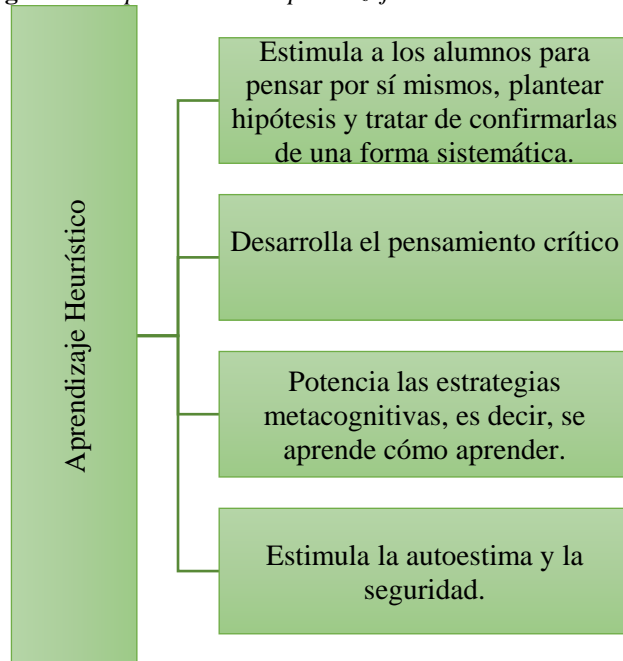 Aprendizaje Heurístico
Estimula a los alumnos para
pensar por sí mismos, plantear
hipótesis y tratar de confirmarlas
de una forma sistemática.
Desarrolla el pensamiento crítico
Potencia las estrategias
metacognitivas, es decir, se
aprende cómo aprender.
Estimula la autoestima y la
seguridad.